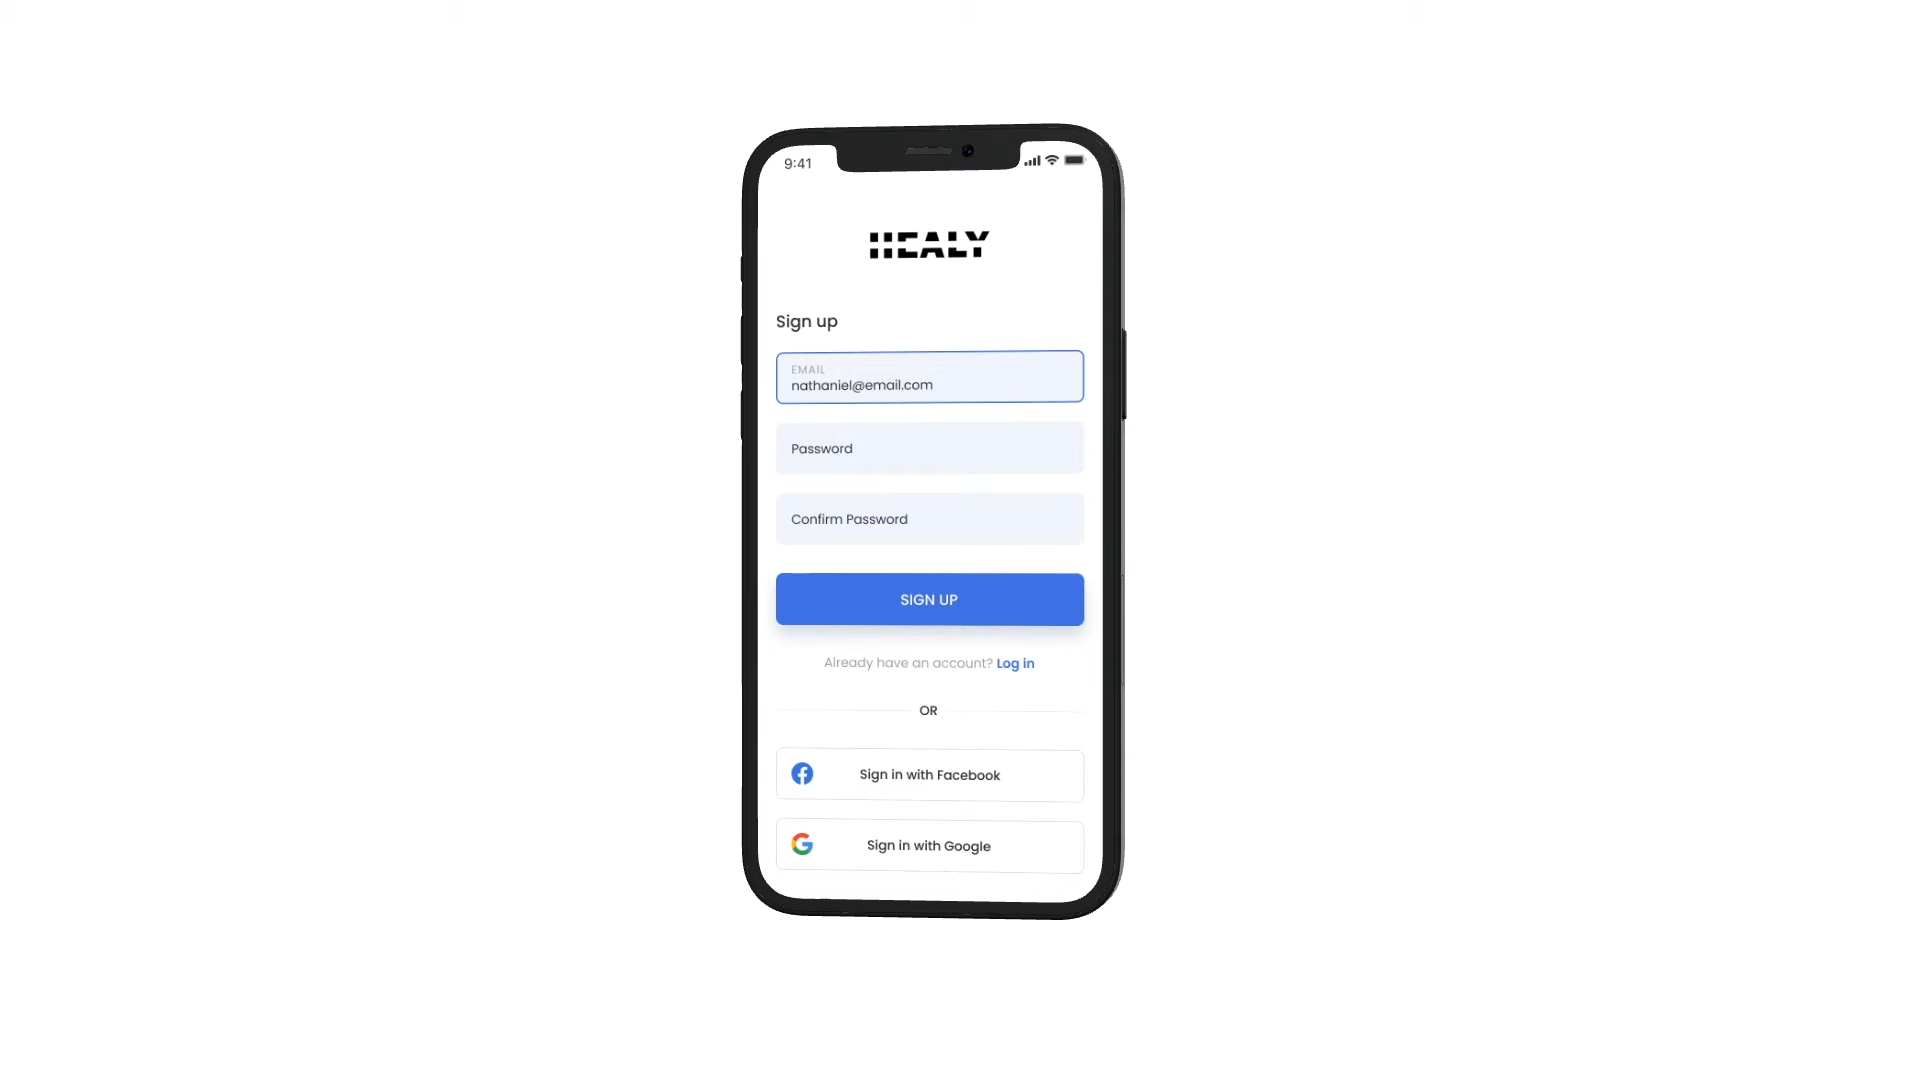 9:41
HEALY
Sign up
EMAIL
nathaniel@email.com
Password
Confirm Password
SIGN UP
Already have an account? Log in
OR
Sign in with Facebook
Sign in with Google